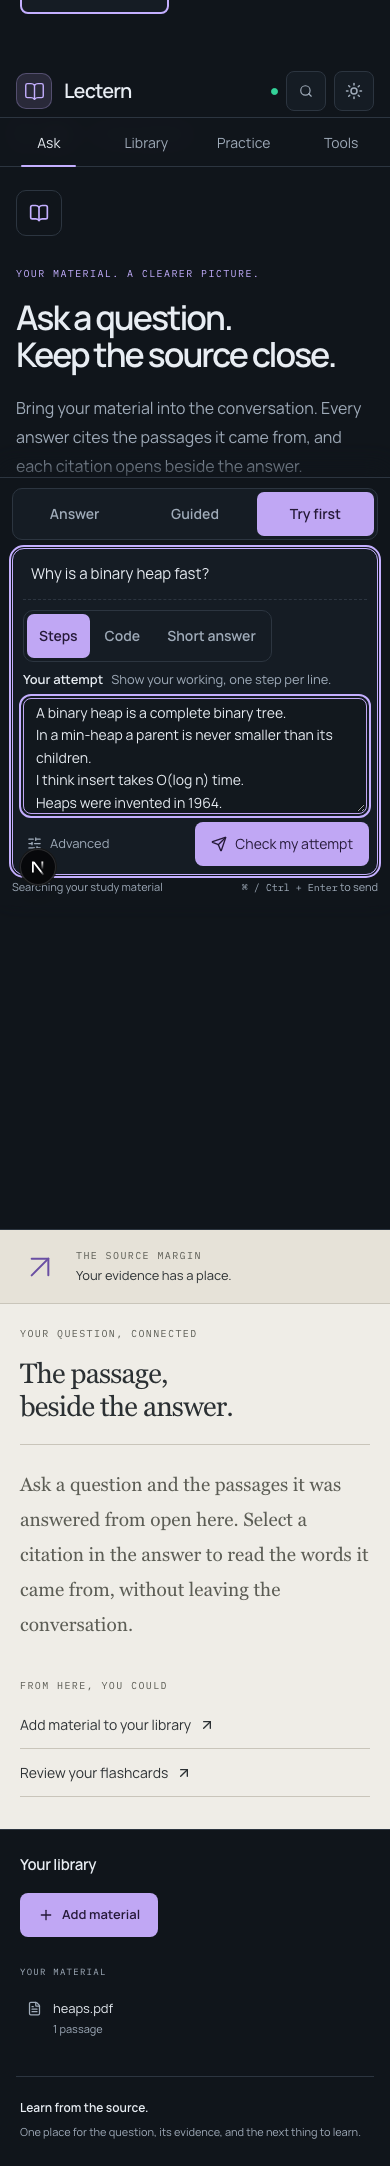 Lectern
Ask
Library
Practice
Tools
YOUR MATERIAL. A CLEARER PICTURE.
Ask a question.
Keep the source close.
Bring your material into the conversation. Every
answer cites the passages it came from, and
each citation opens beside the answer.
Answer
Guided
Try first
Why is a binary heap fast?
Steps
Code
Short answer
Your attempt Show your working, one step per line.
A binary heap is a complete binary tree.
In a min-heap a parent is never smaller than its
children.
I think insert takes O(log n) time.
Heaps were invented in 1964.
Advanced
Check my attempt
N
Searching your study material
⌘ / Ctrl + Enter to send
THE SOURCE MARGIN
Your evidence has a place.
YOUR QUESTION, CONNECTED
The passage,
beside the answer.
Ask a question and the passages it was
answered from open here. Select a
citation in the answer to read the words it
came from, without leaving the
conversation.
FROM HERE, YOU COULD
Add material to your library
Review your flashcards
Your library
Add material
YOUR MATERIAL
heaps.pdf
1 passage
Learn from the source.
One place for the question, its evidence, and the next thing to learn.